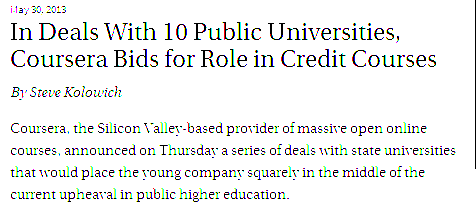 May 30, 2013
In Deals With 10 Public Universities,
Coursera Bids for Role in Credit Courses
By Steve Kolowich
Coursera, the Silicon Valley-based provider of massive open online
courses, announced on Thursday a series of deals with state universities
that would place the young company squarely in the middle of the
current upheaval in public higher education.